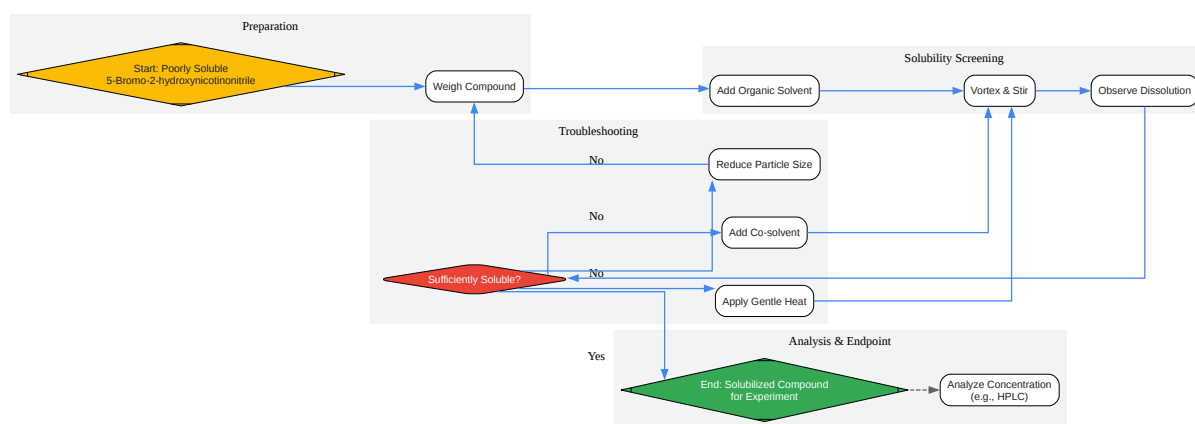 Preparation
Start: Poorly Soluble
5-Bromo-2-hydroxynicotinonitrile
Weigh Compound
Solubility Screening
Add Organic Solvent
Vortex & Stir
Observe Dissolution
Troubleshooting
No
Reduce Particle Size
No
Add Co-solvent
No
Sufficiently Soluble?
Apply Gentle Heat
Analysis & Endpoint
Yes
End: Solubilized Compound
for Experiment
Analyze Concentration
(e.g., HPLC)